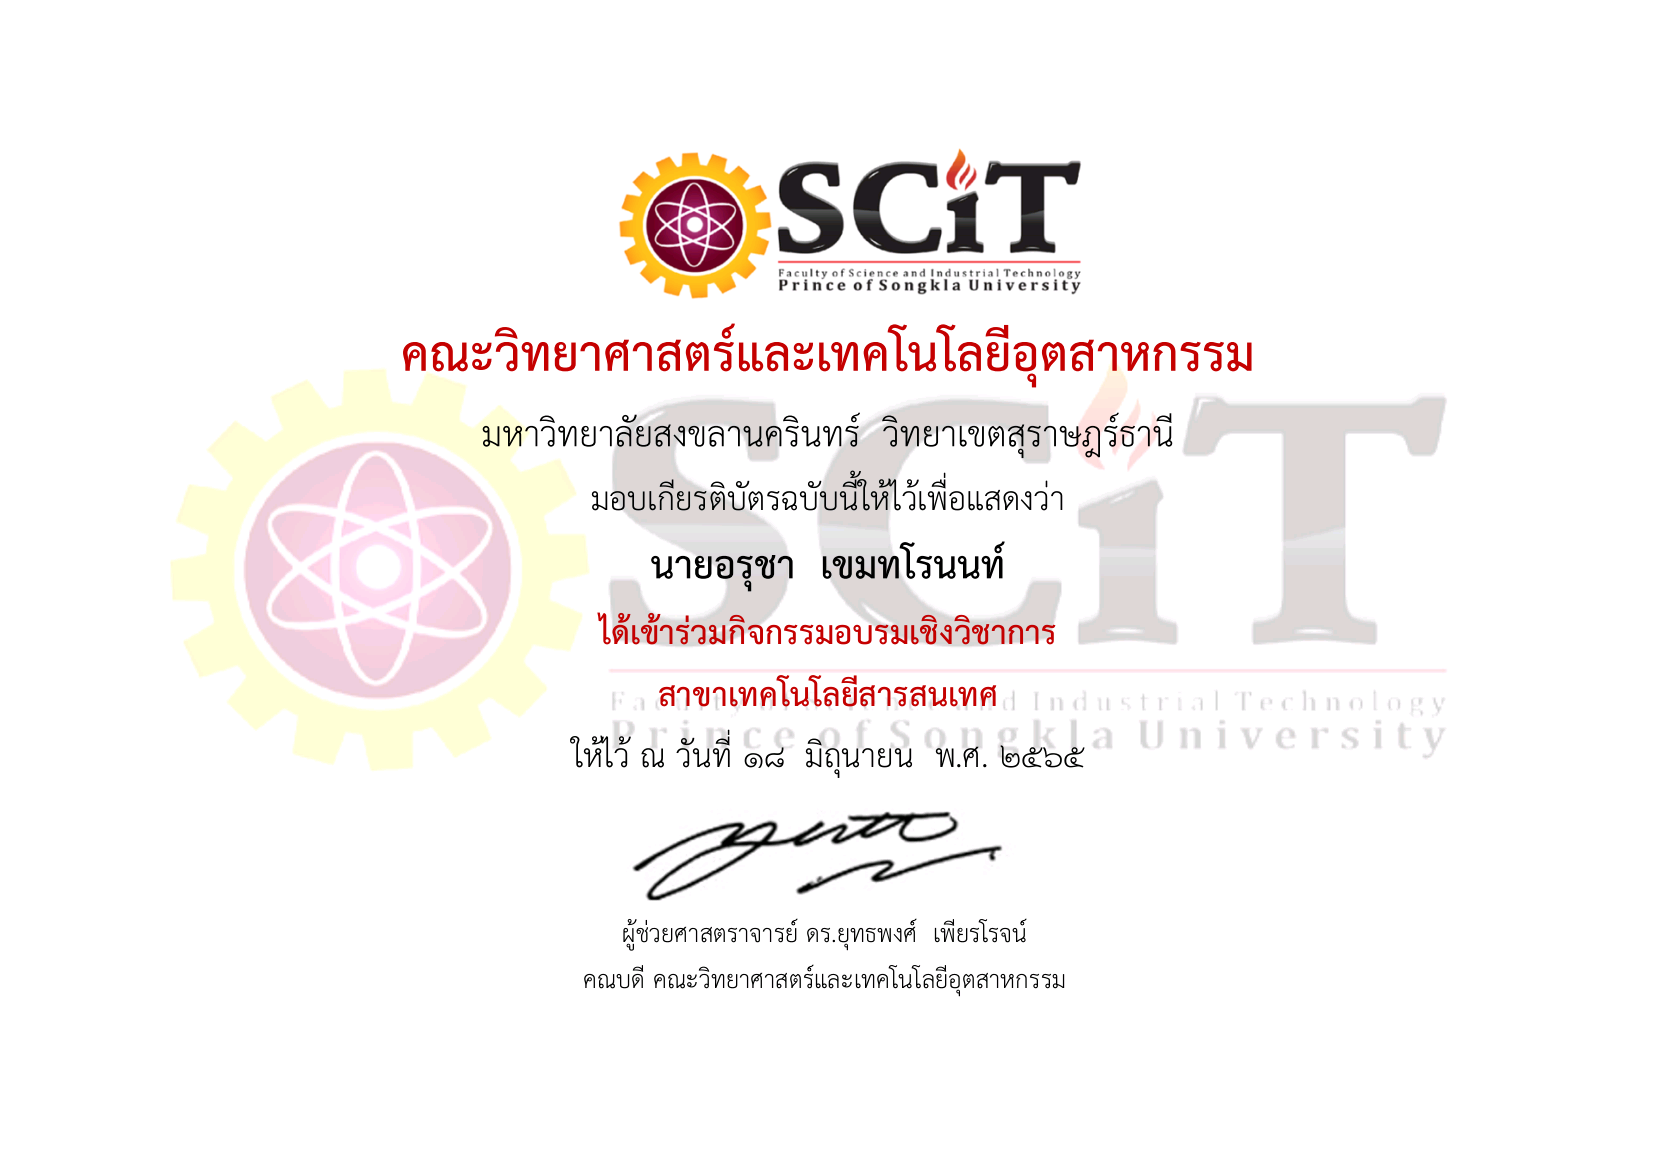 SCiT
Faculty of Science and Industrial Technology
Prince of Songkla University
คณะวิทยาศาสตร์และเทคโนโลยีอุตสาหกรรม
มหาวิทยาลัยสงขลานครินทร์ วิทยาเขตสุราษฎร์ธานี
มอบเกียรติบัตรฉบับนี้ให้ไว้เพื่อแสดงว่า
นายอรุชา เขมทโรนนท์
ได้เข้าร่วมกิจกรรมอบรมเชิงวิชาการ
สาขาเทคโนโลยีสารสนเทศ
ให้ไว้ ณ วันที่ ๑๘ มิถุนายน พ.ศ. ๒๕๖๕
ผู้ช่วยศาสตราจารย์ ดร.ยุทธพงศ์ เพียรโรจน์
คณบดี คณะวิทยาศาสตร์และเทคโนโลยีอุตสาหกรรม
SCiT
Faculty of Science and Industrial Technology
Prince of Songkla University